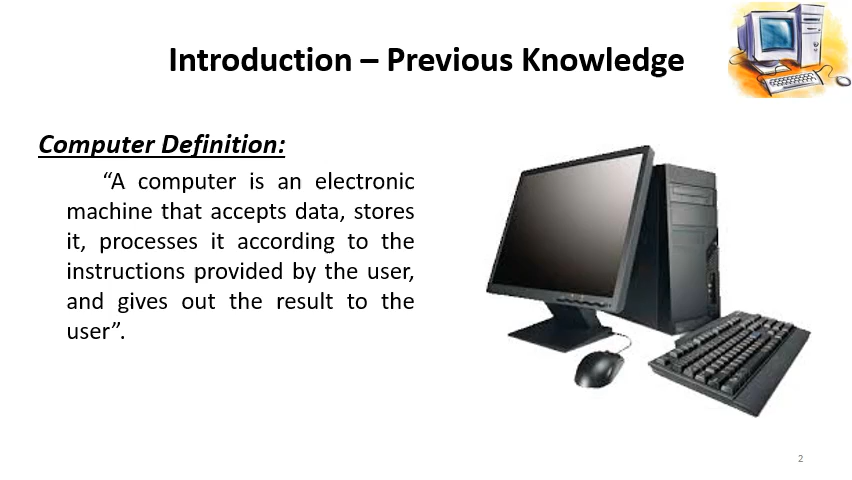 Introduction – Previous Knowledge
Computer Definition:
“A computer is an electronic
machine that accepts data, stores
it, processes it according to the
instructions provided by the user,
and gives out the result to the
user”.
2